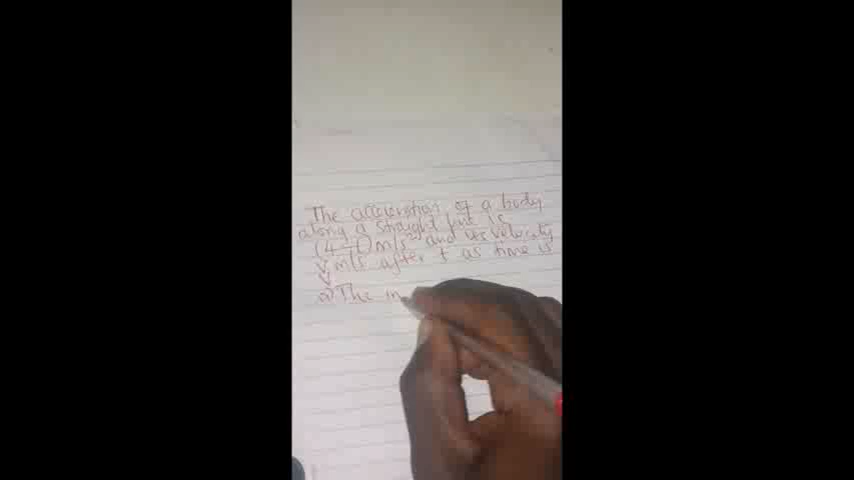 The acceleration of a body
along a straight line is
(4-t)m/s² and its velocity
V m/s after t as time is
V
a) The m